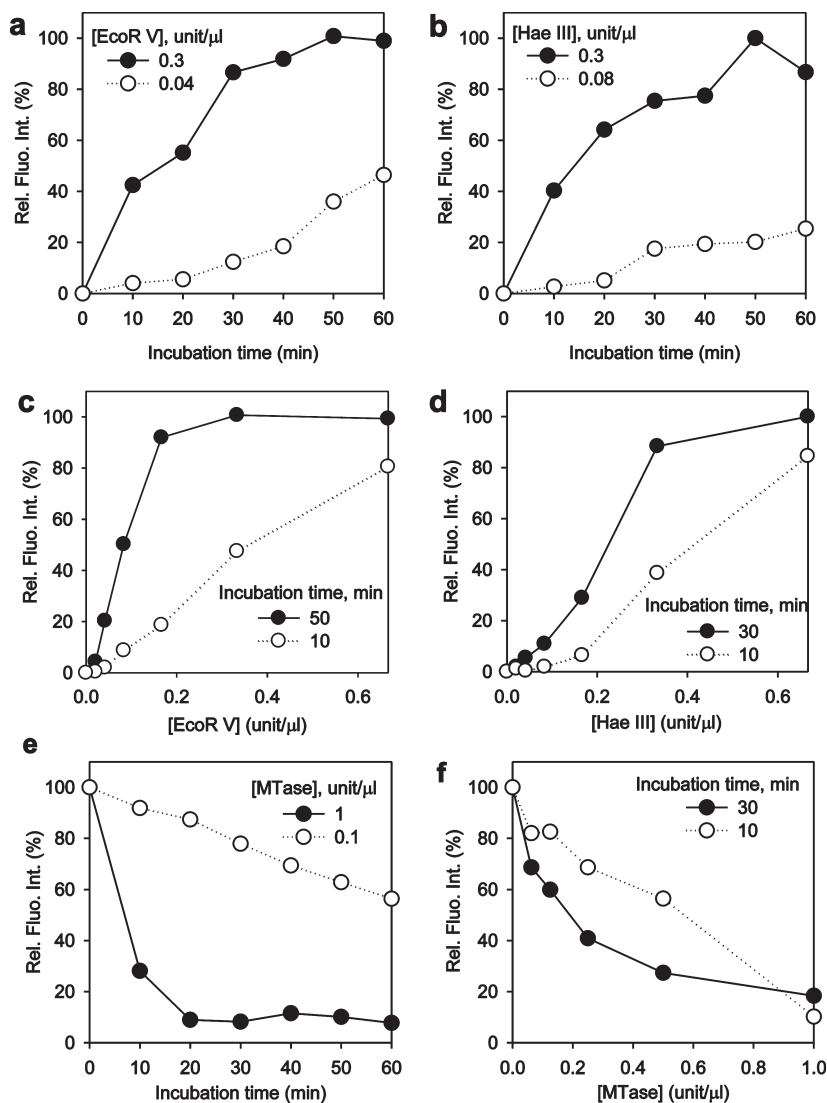 a
[EcoR V], unit/µl
0.3
0.04
Rel. Fluo. Int. (%)
100
80
60
40
20
0
0 10 20 30 40 50 60
Incubation time (min)
b
[Hae III], unit/µl
0.3
0.08
Rel. Fluo. Int. (%)
100
80
60
40
20
0
0 10 20 30 40 50 60
Incubation time (min)
c
Rel. Fluo. Int. (%)
100
80
60
40
20
0
Incubation time, min
50
10
0.0 0.2 0.4 0.6
[EcoR V] (unit/µl)
d
Rel. Fluo. Int. (%)
100
80
60
40
20
0
Incubation time, min
30
10
0.0 0.2 0.4 0.6
[Hae III] (unit/µl)
e
[MTase], unit/µl
1
0.1
Rel. Fluo. Int. (%)
100
80
60
40
20
0
0 10 20 30 40 50 60
Incubation time (min)
f
Incubation time, min
30
10
Rel. Fluo. Int. (%)
100
80
60
40
20
0
0.0 0.2 0.4 0.6 0.8 1.0
[MTase] (unit/µl)